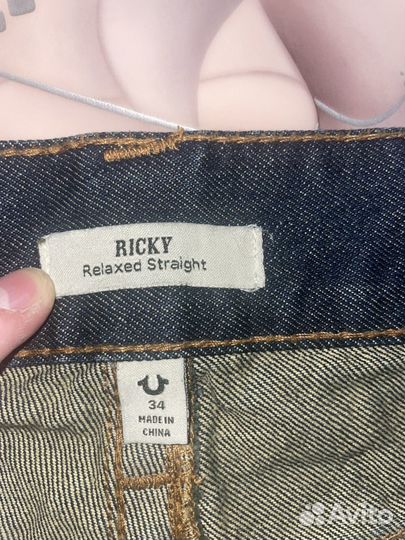 RICKY
Relaxed Straight
34
MADE IN
CHINA
Avito